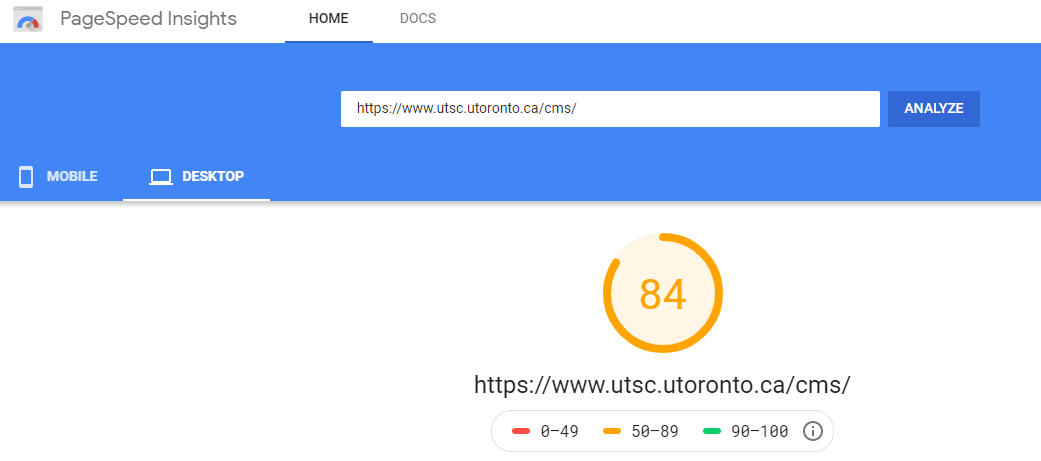 PageSpeed Insights HOME DOCS
https://www.utsc.utoronto.ca/cms/ ANALYZE
MOBILE DESKTOP
84
https://www.utsc.utoronto.ca/cms/
0–49 50–89 90–100